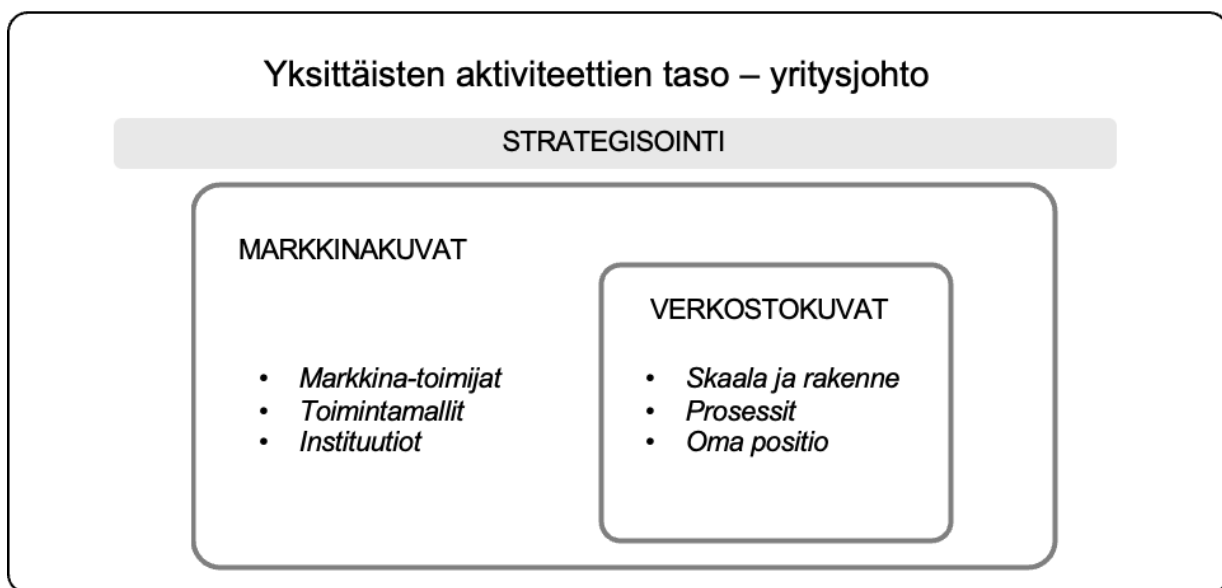 Yksittäisten aktiviteettien taso – yritysjohto
STRATEGISOINTI
MARKKINAKUVAT
• Markkina-toimijat
• Toimintamallit
• Instituutiot
VERKOSTOKUVAT
• Skaala ja rakenne
• Prosessit
• Oma positio